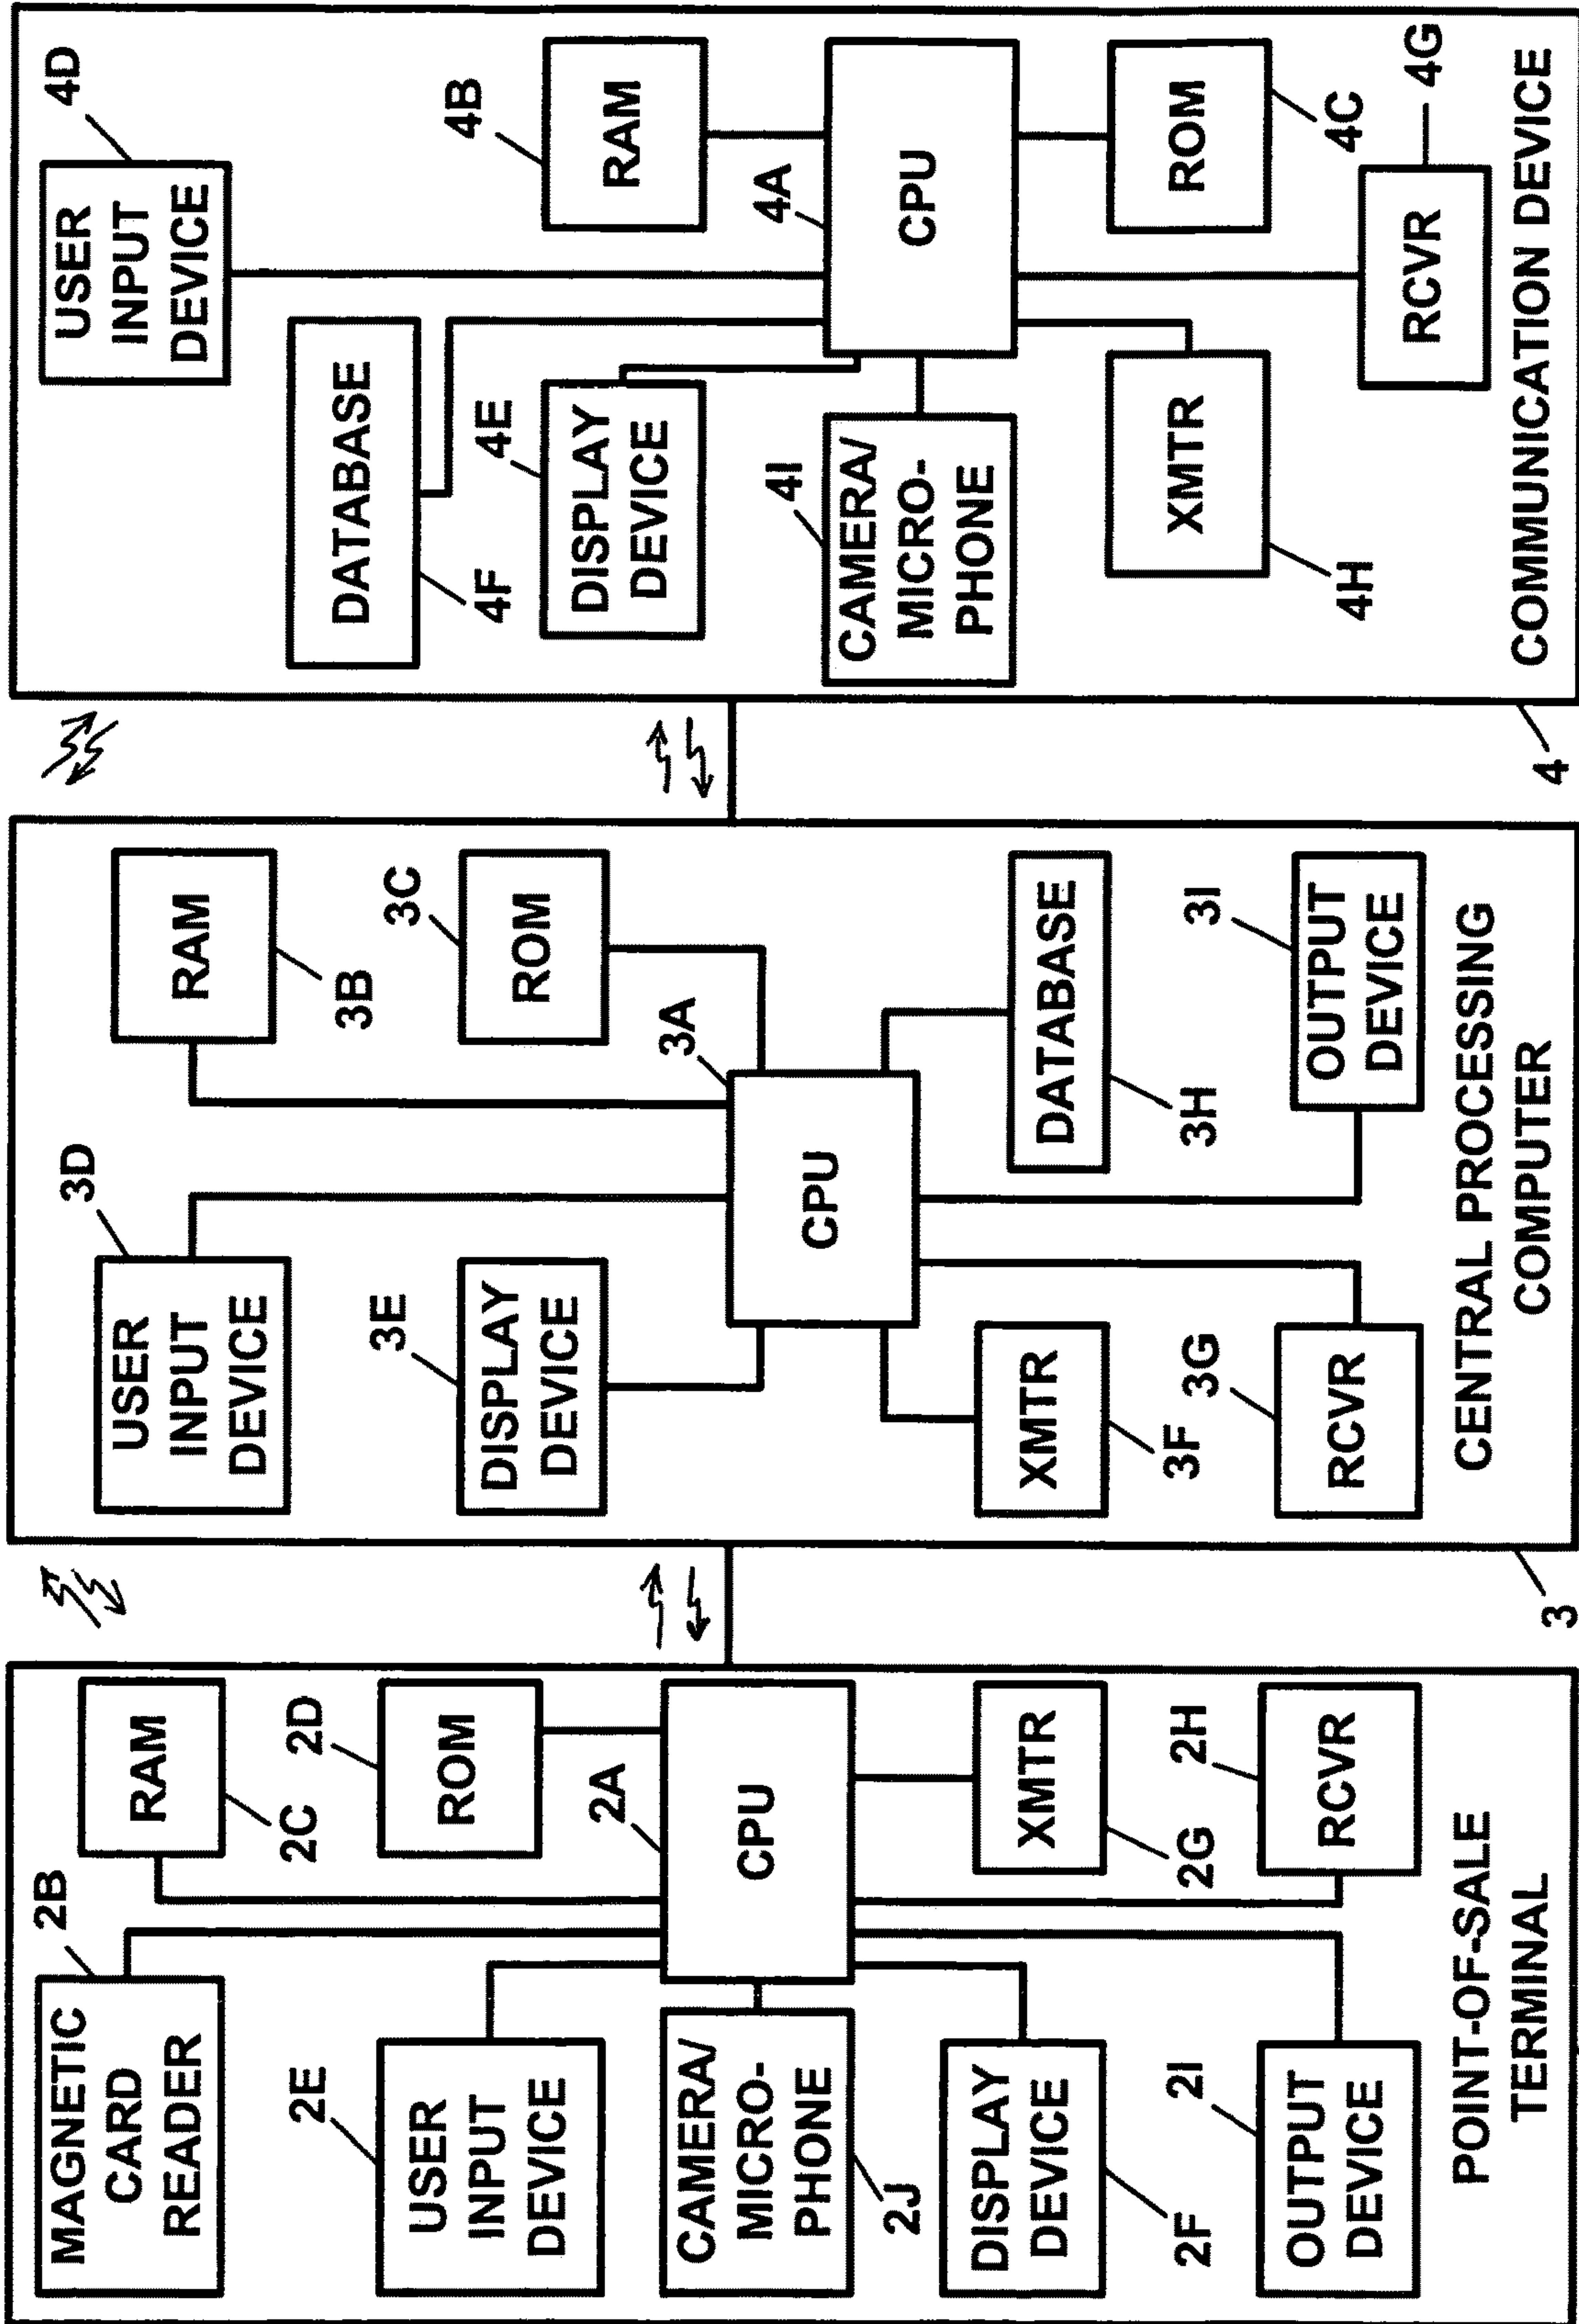 MAGNETIC
CARD
READER
2B
RAM
2C
2D
ROM
2E
USER
INPUT
DEVICE
2A
CPU
CAMERA/
MICRO-
PHONE
2J
XMTR
2G
DISPLAY
DEVICE
2F
2H
RCVR
2I
OUTPUT
DEVICE
POINT-OF-SALE
TERMINAL
3D
USER
INPUT
DEVICE
RAM
3B
3C
ROM
3E
DISPLAY
DEVICE
3A
CPU
XMTR
3F
DATABASE
3H
3G
RCVR
3I
OUTPUT
DEVICE
CENTRAL PROCESSING
COMPUTER
3
4D
USER
INPUT
DEVICE
DATABASE
4F
4B
RAM
4E
DISPLAY
DEVICE
4A
CPU
4I
CAMERA/
MICRO-
PHONE
ROM
4C
XMTR
4H
4G
RCVR
COMMUNICATION DEVICE
4